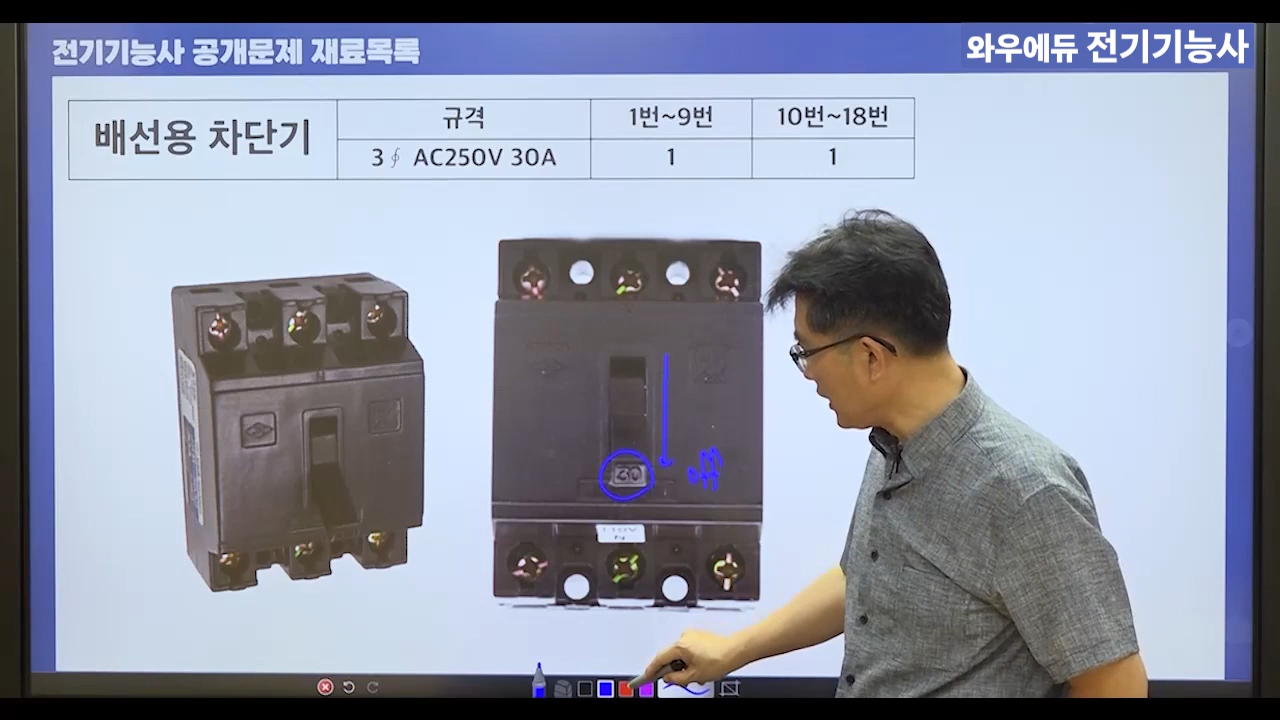 전기기능사 공개문제 재료목록
와우에듀 전기기능사
배선용 차단기
규격
1번~9번
10번~18번
3∮ AC250V 30A
1
1
30
110V
N